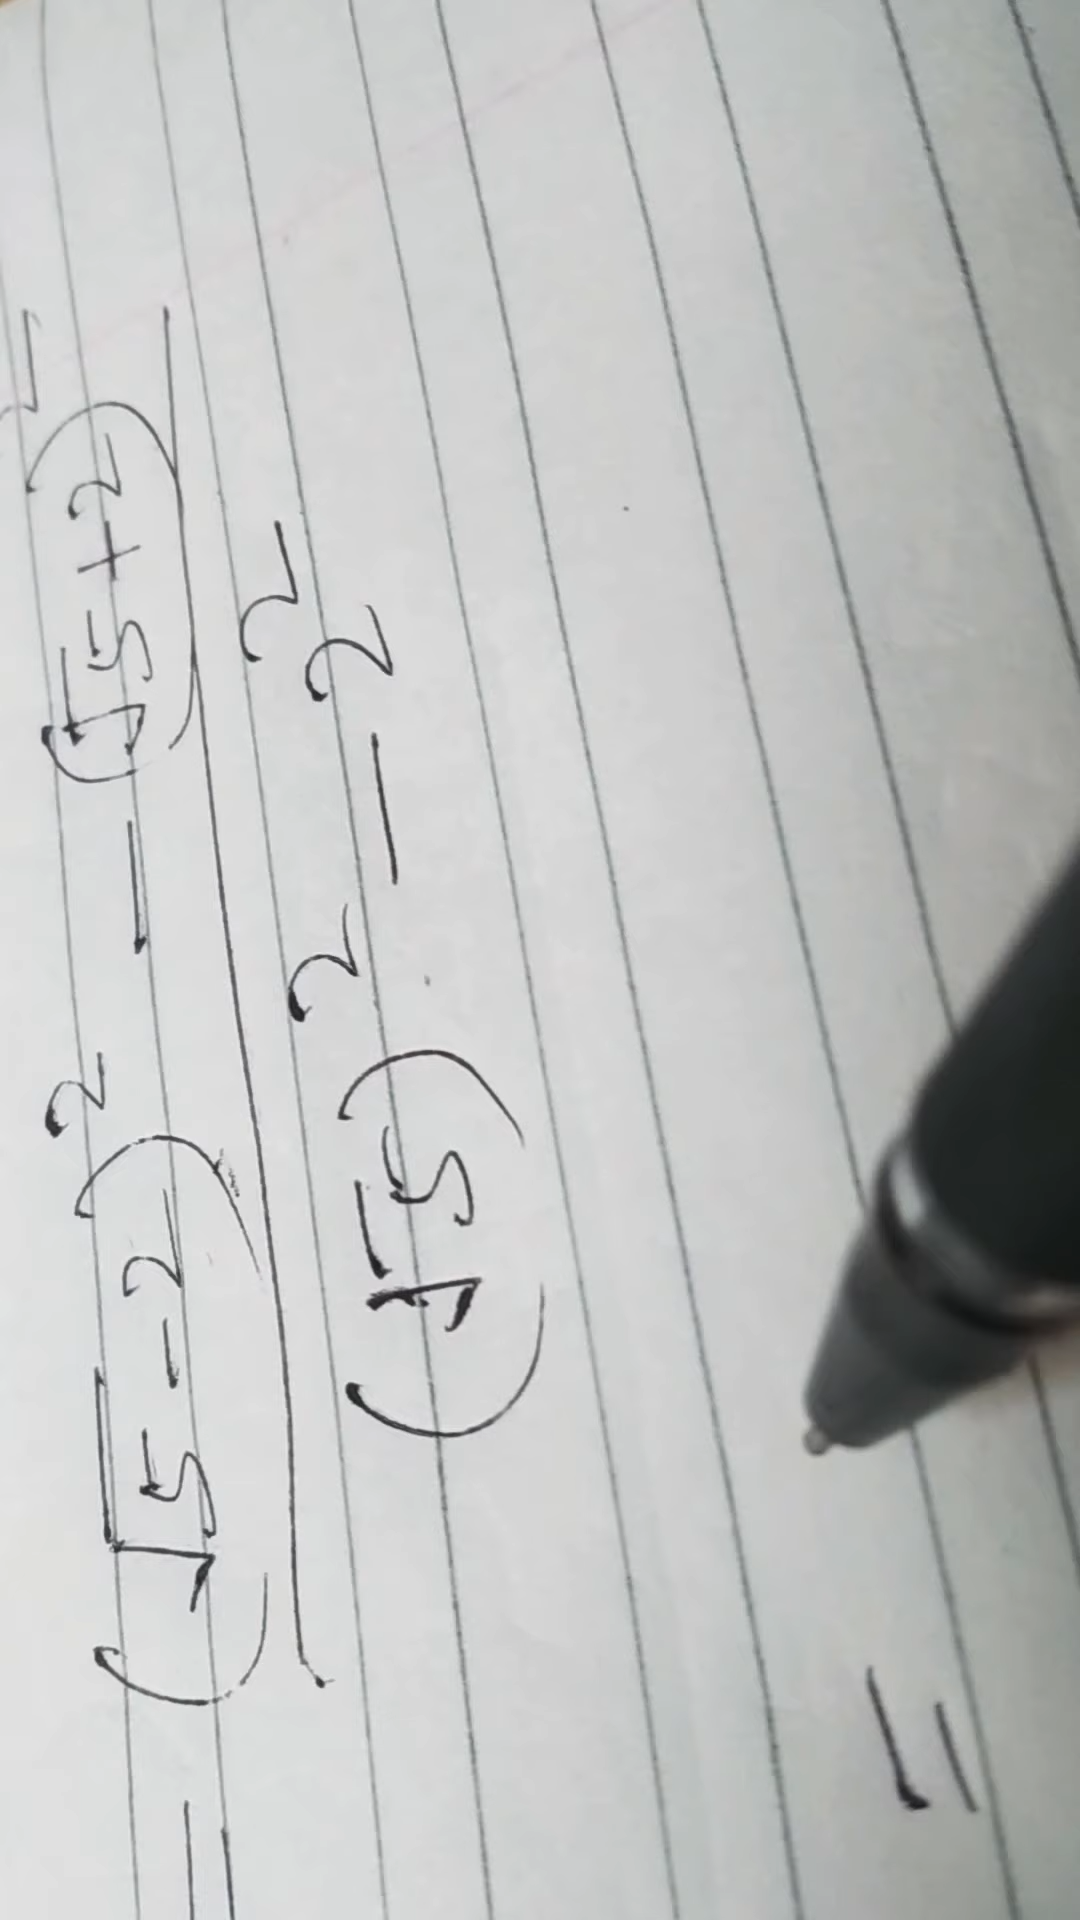 = (√5 - 2)² - (√5 + 2)²
(√5)² - 2²
=